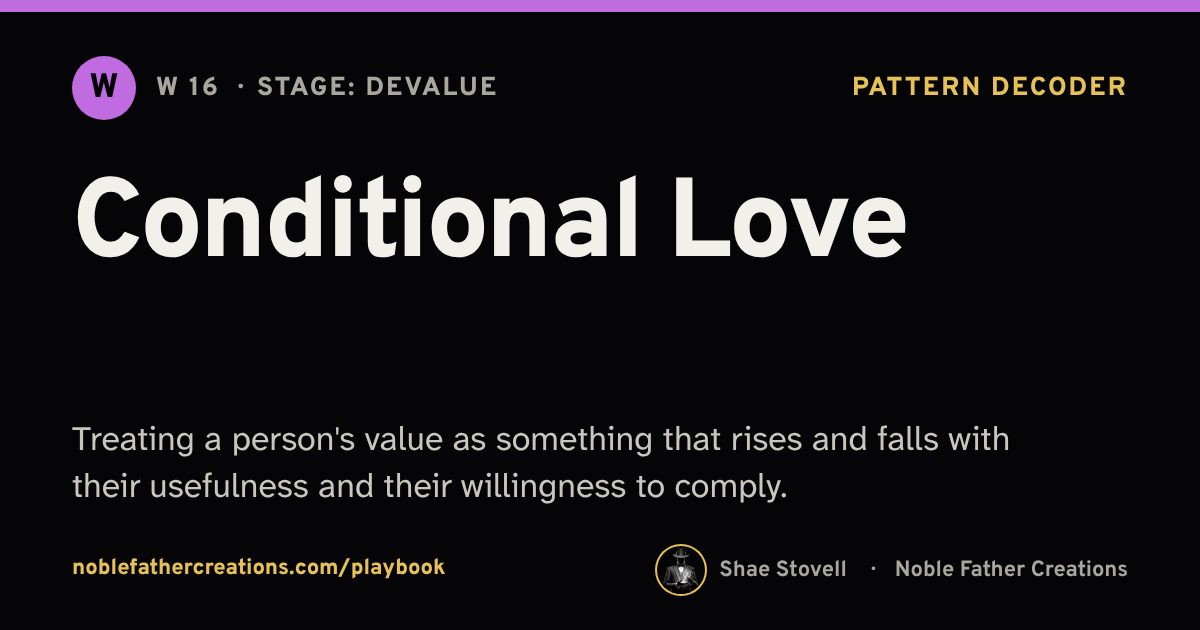 W
W 16 · STAGE: DEVALUE
PATTERN DECODER
Conditional Love
Treating a person's value as something that rises and falls with
their usefulness and their willingness to comply.
noblefathercreations.com/playbook
Shae Stovell · Noble Father Creations